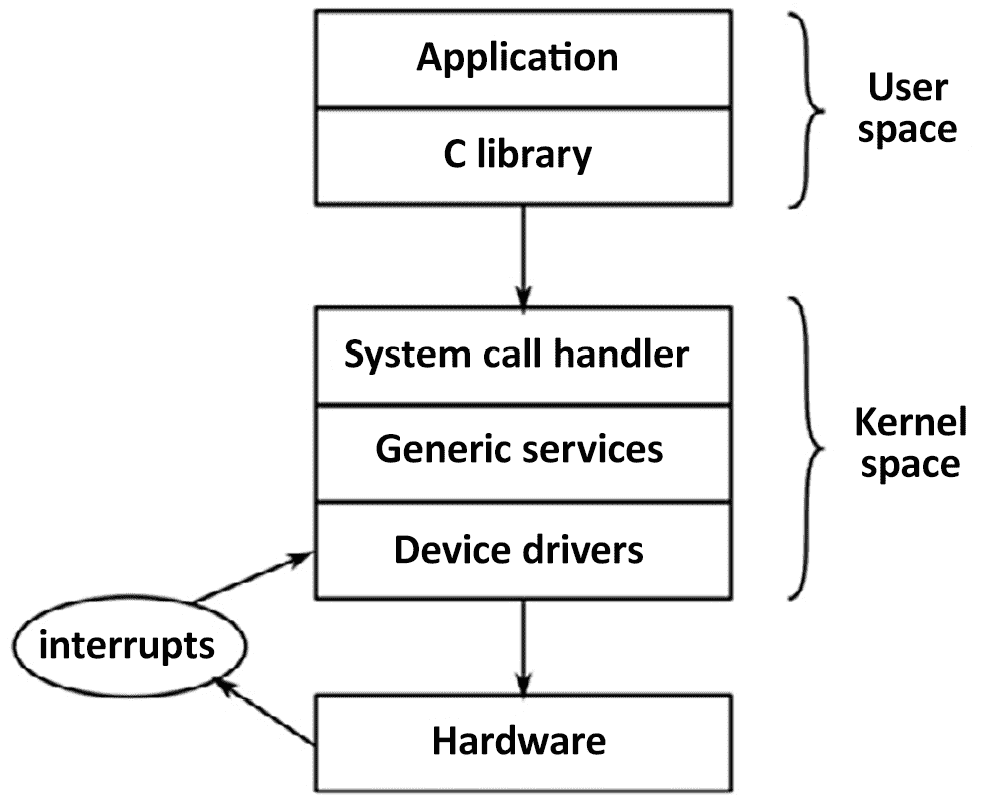 Application
User
space
C library
System call handler
Kernel
space
Generic services
Device drivers
interrupts
Hardware